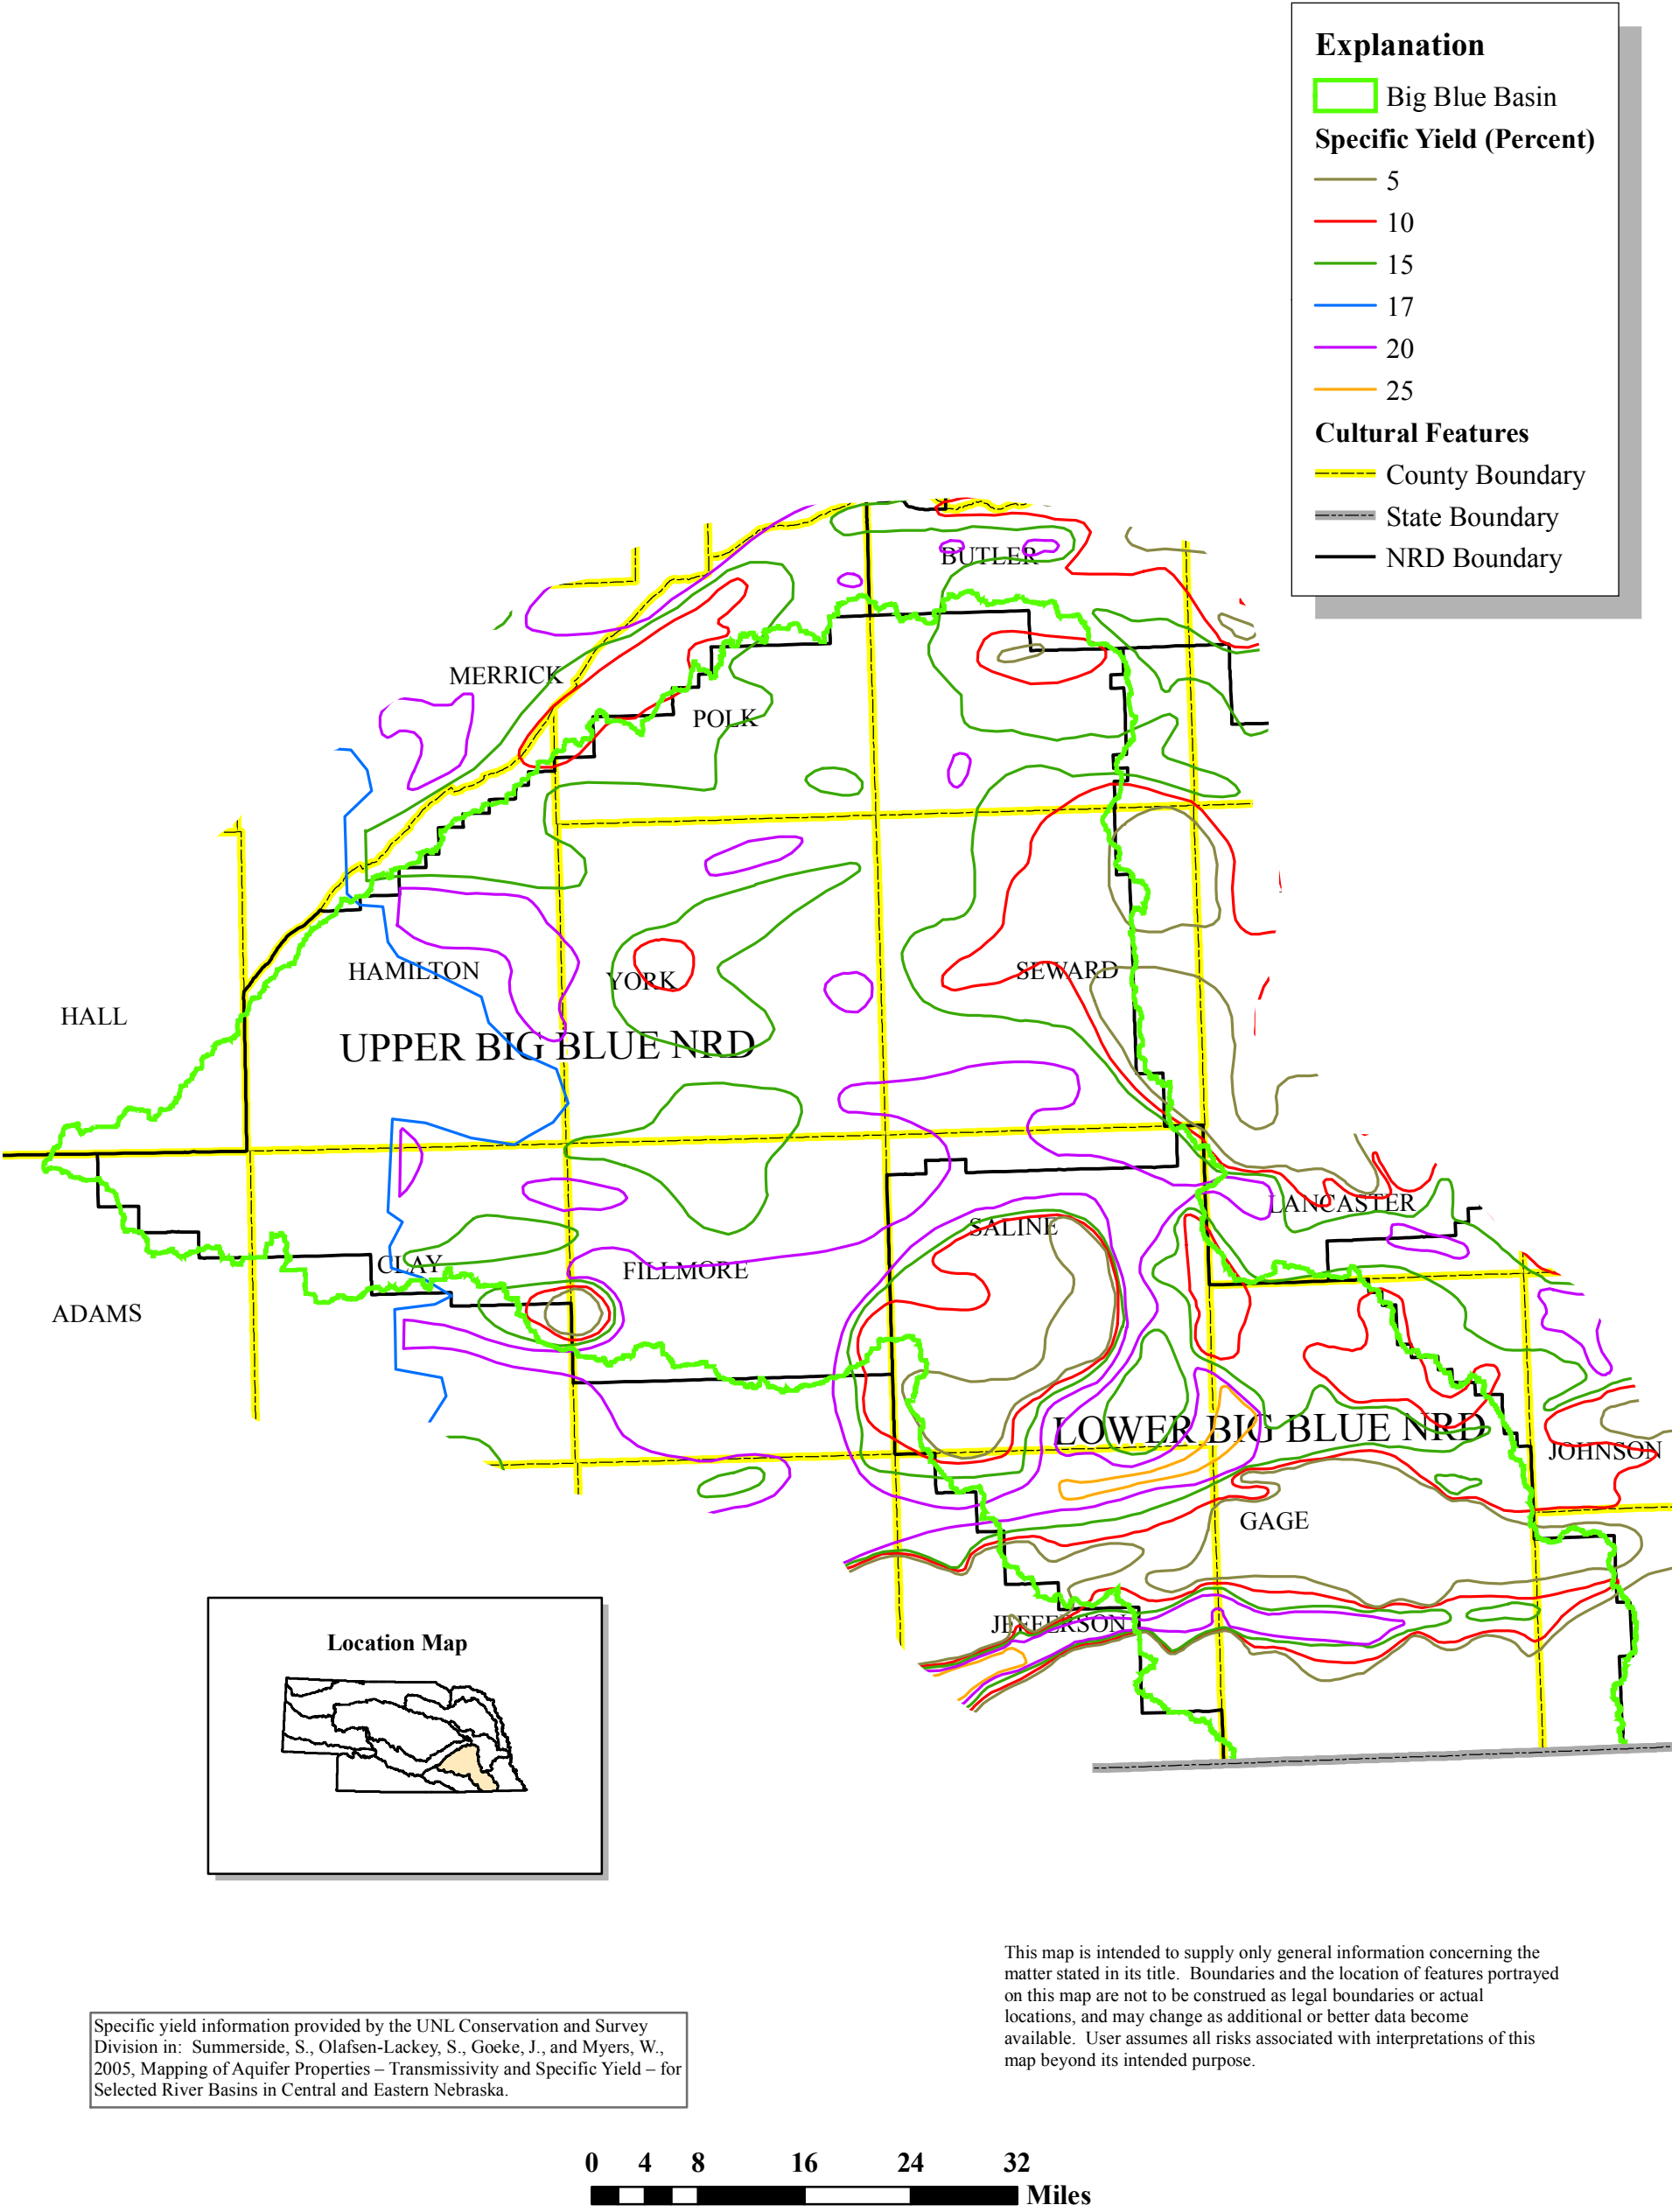 Explanation
Big Blue Basin
Specific Yield (Percent)
5
10
15
17
20
25
Cultural Features
County Boundary
State Boundary
NRD Boundary
BUTLER
MERRICK
POLK
HAMILTON
YORK
SEWARD
HALL
UPPER BIG BLUE NRD
LANCASTER
SALINE
CLAY
FILLMORE
ADAMS
LOWER BIG BLUE NRD
JOHNSON
GAGE
JEFFERSON
Location Map
This map is intended to supply only general information concerning the
matter stated in its title. Boundaries and the location of features portrayed
on this map are not to be construed as legal boundaries or actual
locations, and may change as additional or better data become
available. User assumes all risks associated with interpretations of this
map beyond its intended purpose.
Specific yield information provided by the UNL Conservation and Survey
Division in: Summerside, S., Olafsen-Lackey, S., Goeke, J., and Myers, W.,
2005, Mapping of Aquifer Properties – Transmissivity and Specific Yield – for
Selected River Basins in Central and Eastern Nebraska.
0 4 8 16 24 32
Miles